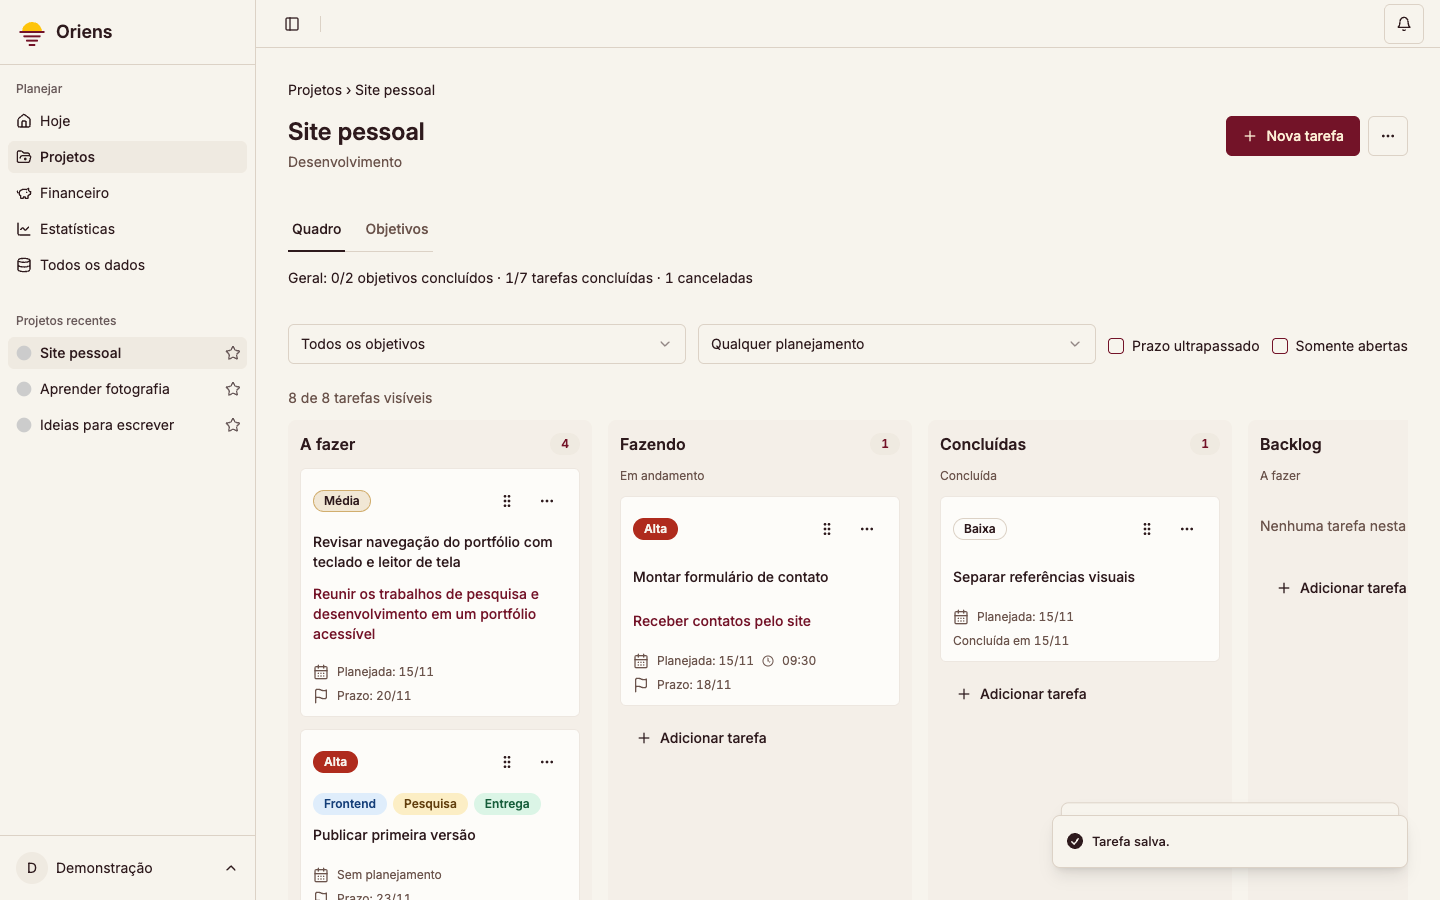 Oriens
Planejar
Hoje
Projetos
Financeiro
Estatísticas
Todos os dados
Projetos recentes
Site pessoal
Aprender fotografia
Ideias para escrever
D Demonstração
Projetos › Site pessoal
Site pessoal
Desenvolvimento
Nova tarefa
Quadro Objetivos
Geral: 0/2 objetivos concluídos · 1/7 tarefas concluídas · 1 canceladas
Todos os objetivos
Qualquer planejamento
Prazo ultrapassado
Somente abertas
8 de 8 tarefas visíveis
A fazer 4
Média
Revisar navegação do portfólio com
teclado e leitor de tela
Reunir os trabalhos de pesquisa e
desenvolvimento em um portfólio
acessível
Planejada: 15/11
Prazo: 20/11
Alta
Frontend Pesquisa Entrega
Publicar primeira versão
Sem planejamento
Prazo: 23/11
Fazendo 1
Em andamento
Alta
Montar formulário de contato
Receber contatos pelo site
Planejada: 15/11 09:30
Prazo: 18/11
Adicionar tarefa
Concluídas 1
Concluída
Baixa
Separar referências visuais
Planejada: 15/11
Concluída em 15/11
Adicionar tarefa
Backlog
A fazer
Nenhuma tarefa nesta
Adicionar tarefa
Tarefa salva.